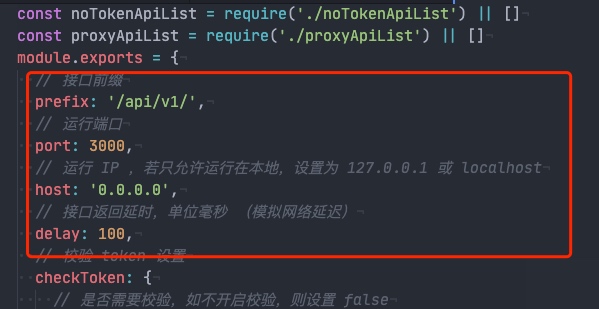 const noTokenApiList = require('./noTokenApiList') || []
const proxyApiList = require('./proxyApiList') || []
module.exports = {
// 接口前缀
prefix: '/api/v1/',
// 运行端口
port: 3000,
// 运行 IP ，若只允许运行在本地，设置为 127.0.0.1 或 localhost
host: '0.0.0.0',
// 接口返回延时，单位毫秒 （模拟网络延迟）
delay: 100,
// 校验 token 设置
checkToken: {
// 是否需要校验，如不开启校验，则设置 false